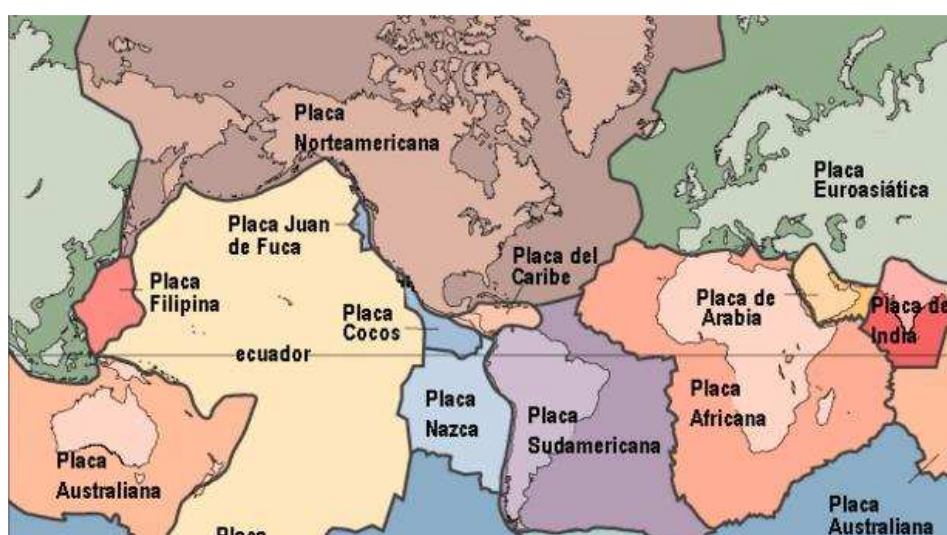 Placa
Norteamericana
Placa
Euroasiática
Placa Juan
de Fuca
Placa del
Caribe
Placa
Filipina
Placa
Cocos
Placa de
Arabia
Placa de
India
ecuador
Placa
Nazca
Placa
Sudamericana
Placa
Africana
Placa
Australiana
Placa
Australiana
Placa